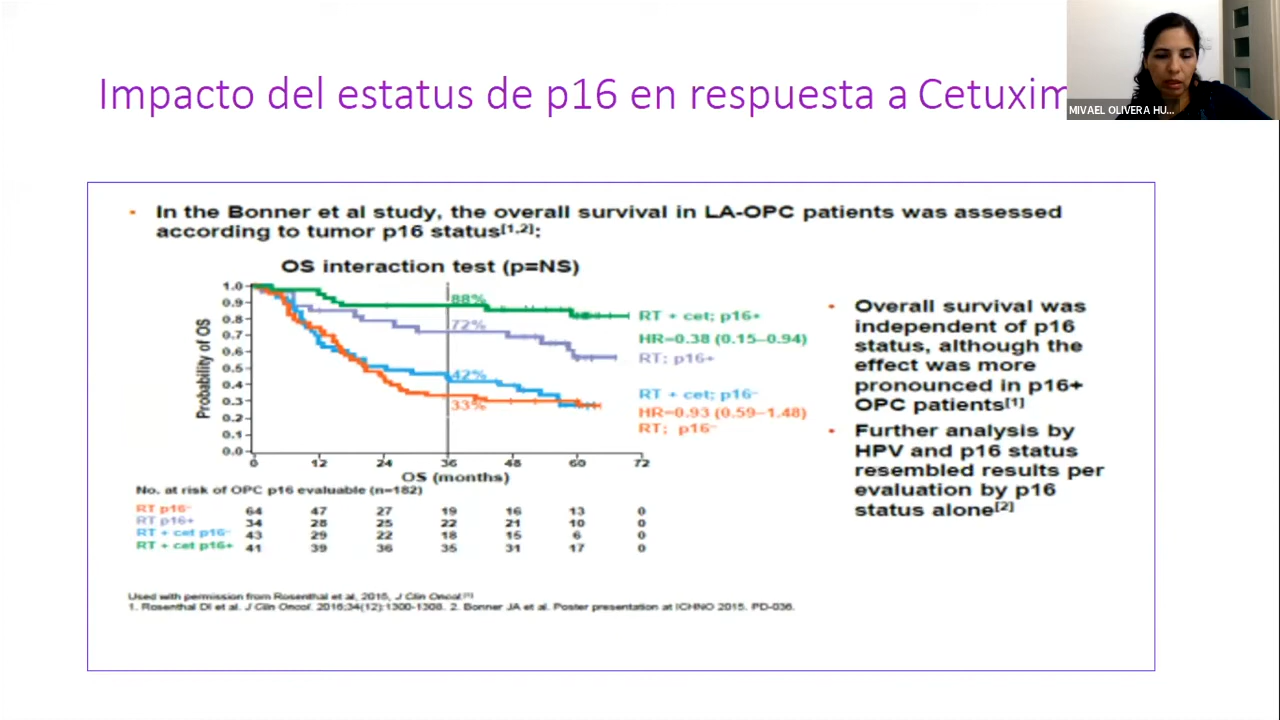 Impacto del estatus de p16 en respuesta a Cetuxim
MIVAEL OLIVERA HU...
• In the Bonner et al study, the overall survival in LA-OPC patients was assessed
according to tumor p16 status[1,2]:
OS interaction test (p=NS)
Probability of OS
1.0
0.9
0.8
0.7
0.6
0.5
0.4
0.3
0.2
0.1
0.0
88%
72%
42%
33%
RT + cet; p16+
HR=0.38 (0.15–0.94)
RT; p16+
RT + cet; p16-
HR=0.93 (0.59–1.48)
RT; p16-
0 12 24 36 48 60 72
OS (months)
No. at risk of OPC p16 evaluable (n=182)
RT p16- 64 47 27 19 16 13 0
RT p16+ 34 28 25 22 21 10 0
RT + cet p16- 43 29 22 18 15 6 0
RT + cet p16+ 41 39 36 35 31 17 0
• Overall survival was
independent of p16
status, although the
effect was more
pronounced in p16+
OPC patients[1]
• Further analysis by
HPV and p16 status
resembled results per
evaluation by p16
status alone[2]
Used with permission from Rosenthal et al, 2016, J Clin Oncol.[1]
1. Rosenthal DI et al. J Clin Oncol. 2016;34(12):1300-1308. 2. Bonner JA et al. Poster presentation at ICHNO 2015. PD-036.